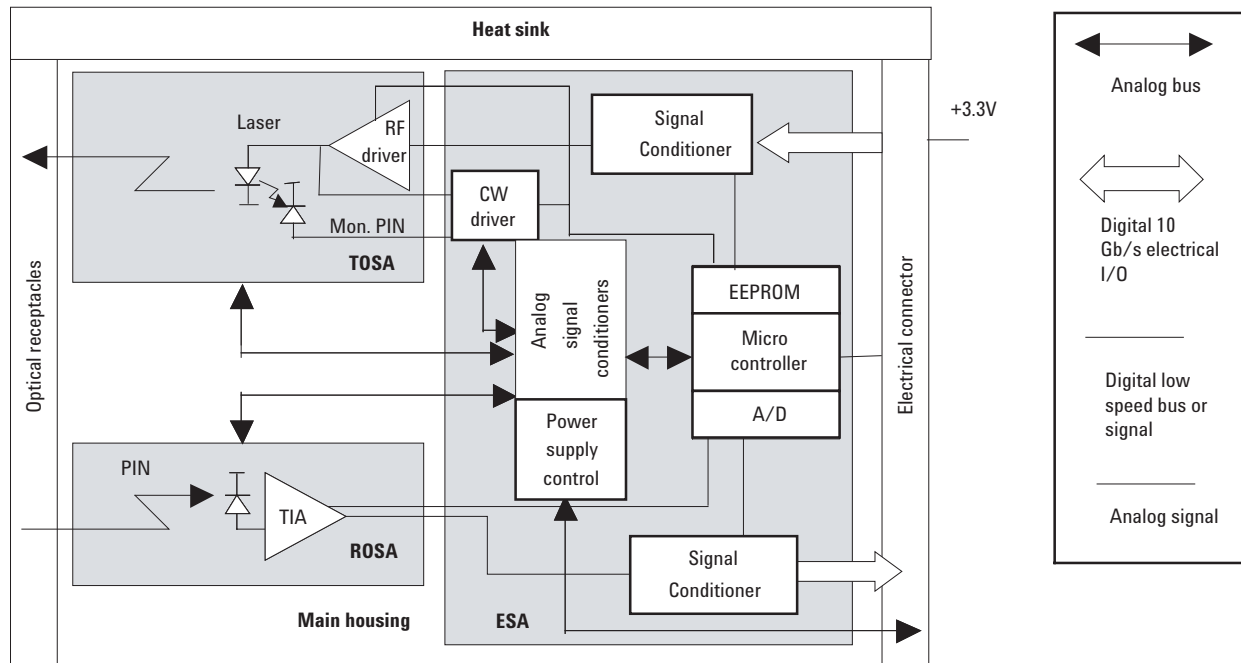 Heat sink
Optical receptacles
Laser
RF
driver
Mon. PIN
TOSA
CW
driver
Signal
Conditioner
Analog
signal
conditioners
EEPROM
Micro
controller
A/D
Power
supply
control
PIN
TIA
ROSA
Signal
Conditioner
Main housing
ESA
Electrical connector
+3.3V
Analog bus
Digital 10
Gb/s electrical
I/O
Digital low
speed bus or
signal
Analog signal